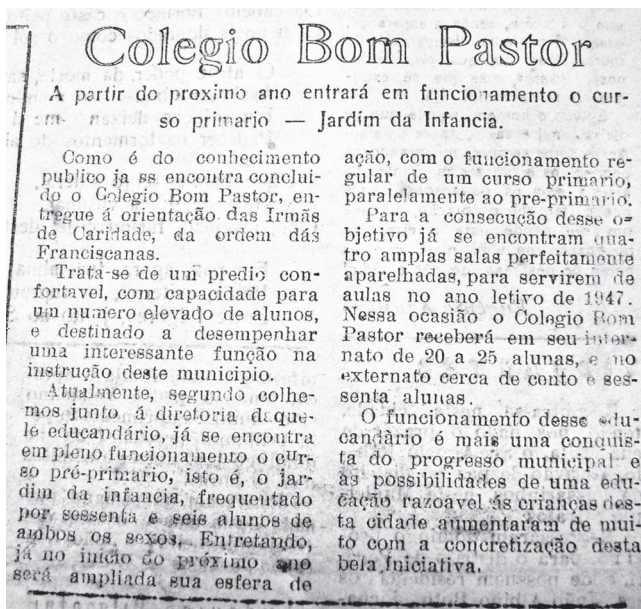 Colegio Bom Pastor
A partir do proximo ano entrará em funcionamento o cur-
so primario — Jardim da Infancia.
Como é do conhecimento
publico ja se encontra conclui-
do o Colegio Bom Pastor, en-
tregue á orientação das Irmãs
de Caridade, da ordem dás
Franciscanas.
Trata-se de um predio con-
fortavel, com capacidade para
um numero elevado de alunos,
e destinado a desempenhar
uma interessante função na
instrução deste municipio.
Atualmente, segundo colhe-
mos junto á diretoria daque-
le educandário, já se encontra
em pleno funcionamento o cur-
so pré-primario, isto é, o jar-
dim da infancia, frequentado
por sessenta e seis alunos de
ambos os sexos. Entretando,
já no inicio do próximo ano
será ampliada sua esfera de
ação, com o funcionamento re-
gular de um curso primario,
paralelamente ao pre-primario.
Para a consecução desse o-
bjetivo já se encontram qua-
tro amplas salas perfeitamente
aparelhadas, para servirem de
aulas no ano letivo de 1947.
Nessa ocasião o Colegio Bom
Pastor receberá em seu inter-
nato de 20 a 25 alunas, e no
externato cerca de cento e ses-
senta alunas.
O funcionamento desse edu-
candàrio é mais uma conquis-
ta do progresso municipal e
às possibilidades de uma edu-
cação razoavel ás crianças des-
ta cidade aumentaram de mui-
to com a concretização desta
bela iniciativa.